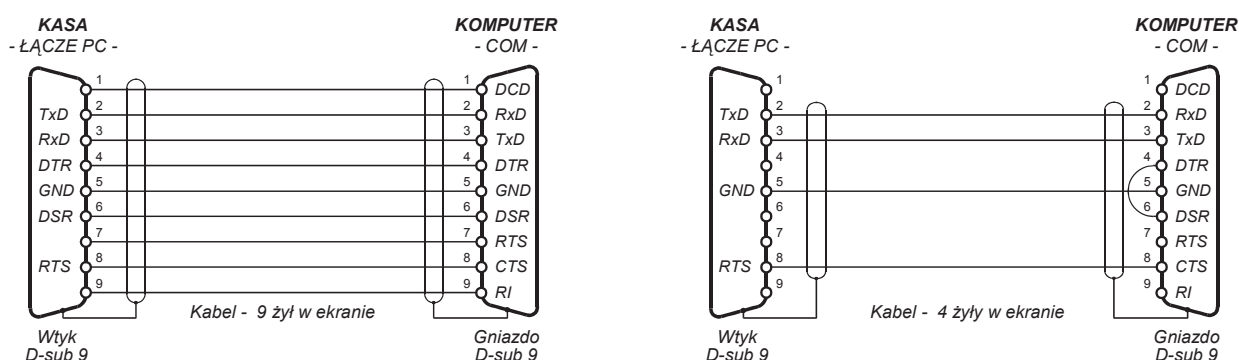 KASA
- ŁĄCZE PC -
KOMPUTER
- COM -
1 1 DCD
TxD 2 2 RxD
RxD 3 3 TxD
DTR 4 4 DTR
GND 5 5 GND
DSR 6 6 DSR
7 7 RTS
RTS 8 8 CTS
9 9 RI
Kabel - 9 żył w ekranie
Wtyk
D-sub 9
Gniazdo
D-sub 9
KASA
- ŁĄCZE PC -
KOMPUTER
- COM -
1 1 DCD
TxD 2 2 RxD
RxD 3 3 TxD
4 4 DTR
GND 5 5 GND
6 6 DSR
7 7 RTS
RTS 8 8 CTS
9 9 RI
Kabel - 4 żyły w ekranie
Wtyk
D-sub 9
Gniazdo
D-sub 9